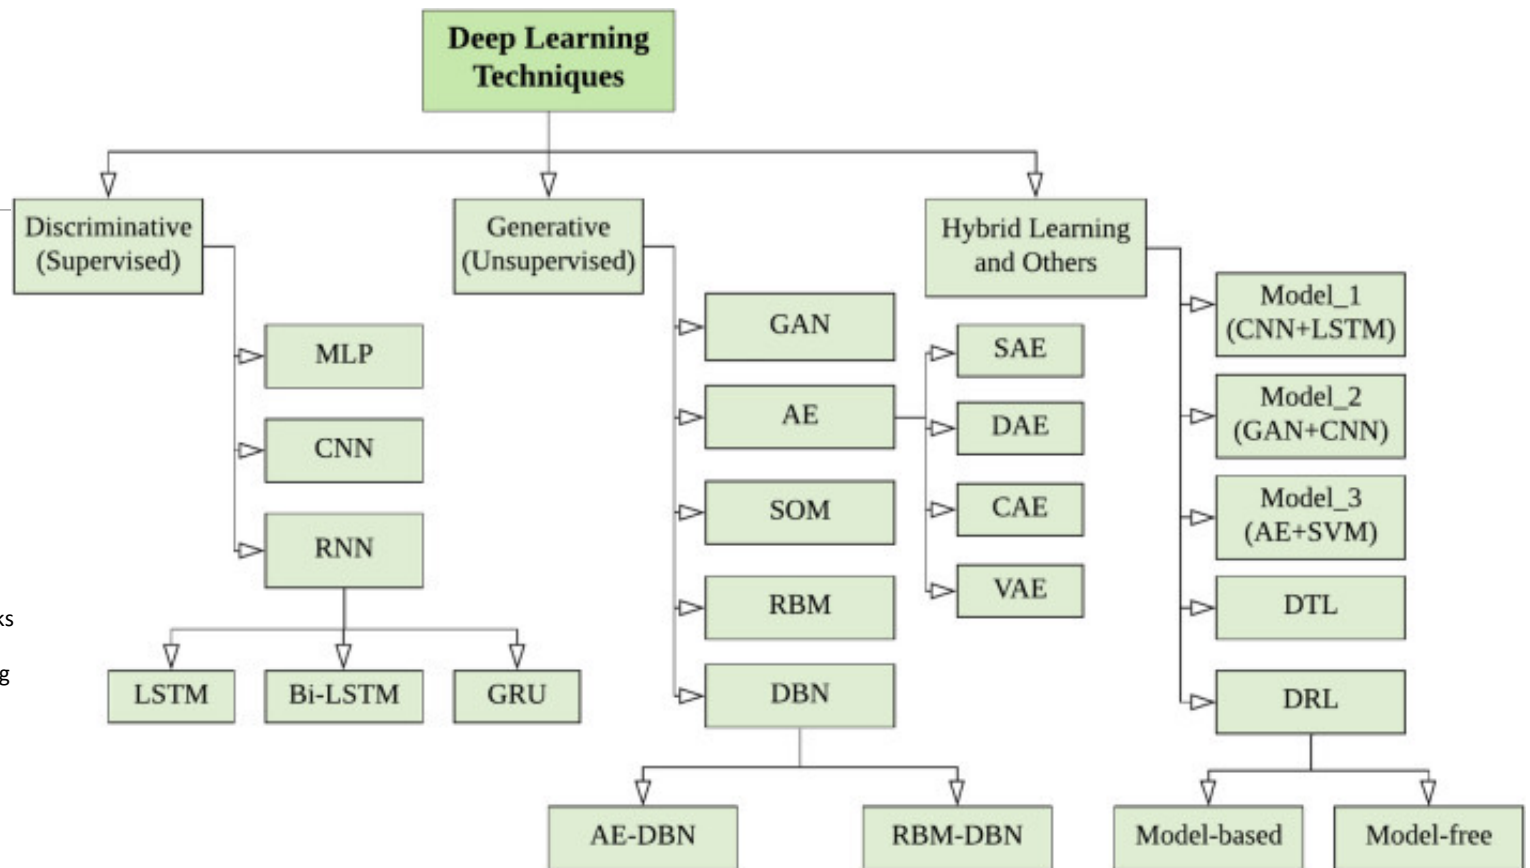 Deep Learning
Techniques
Discriminative
(Supervised)
MLP
CNN
RNN
LSTM
Bi-LSTM
GRU
Generative
(Unsupervised)
GAN
AE
SAE
DAE
CAE
VAE
SOM
RBM
DBN
AE-DBN
RBM-DBN
Hybrid Learning
and Others
Model_1
(CNN+LSTM)
Model_2
(GAN+CNN)
Model_3
(AE+SVM)
DTL
DRL
Model-based
Model-free
ks
g